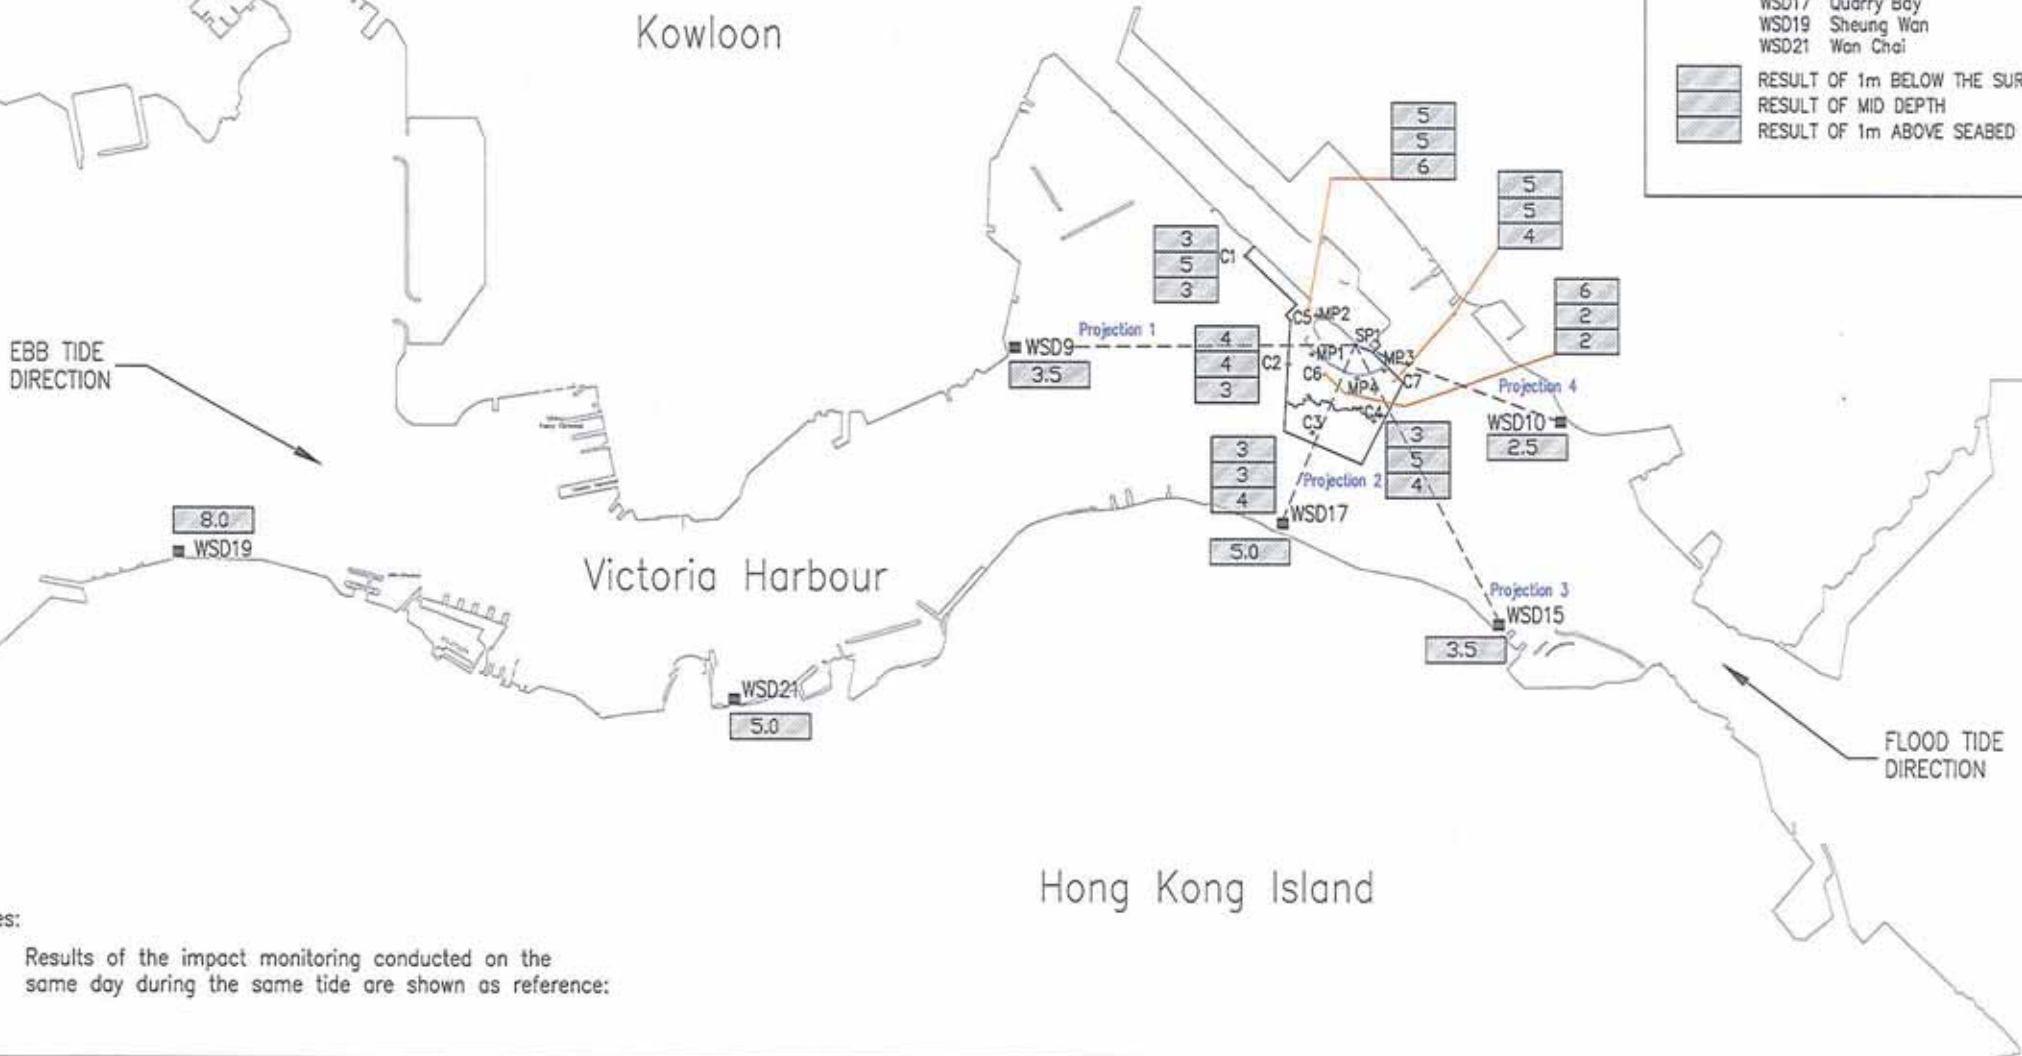 Kowloon
WSD17 Quarry Bay
WSD19 Sheung Wan
WSD21 Wan Chai
RESULT OF 1m BELOW THE SUR
RESULT OF MID DEPTH
RESULT OF 1m ABOVE SEABED
5
5
6
5
5
4
3
5
3
C1
6
2
2
C5
MP2
SP1
Projection 1
WSD9
3.5
4
4
3
C2
MP1
MP3
C6
MP4
C7
C3
C4
Projection 4
WSD10
2.5
EBB TIDE
DIRECTION
3
3
4
Projection 2
3
5
4
WSD17
5.0
8.0
WSD19
Victoria Harbour
Projection 3
WSD15
3.5
WSD21
5.0
FLOOD TIDE
DIRECTION
Hong Kong Island
es:
Results of the impact monitoring conducted on the
same day during the same tide are shown as reference: